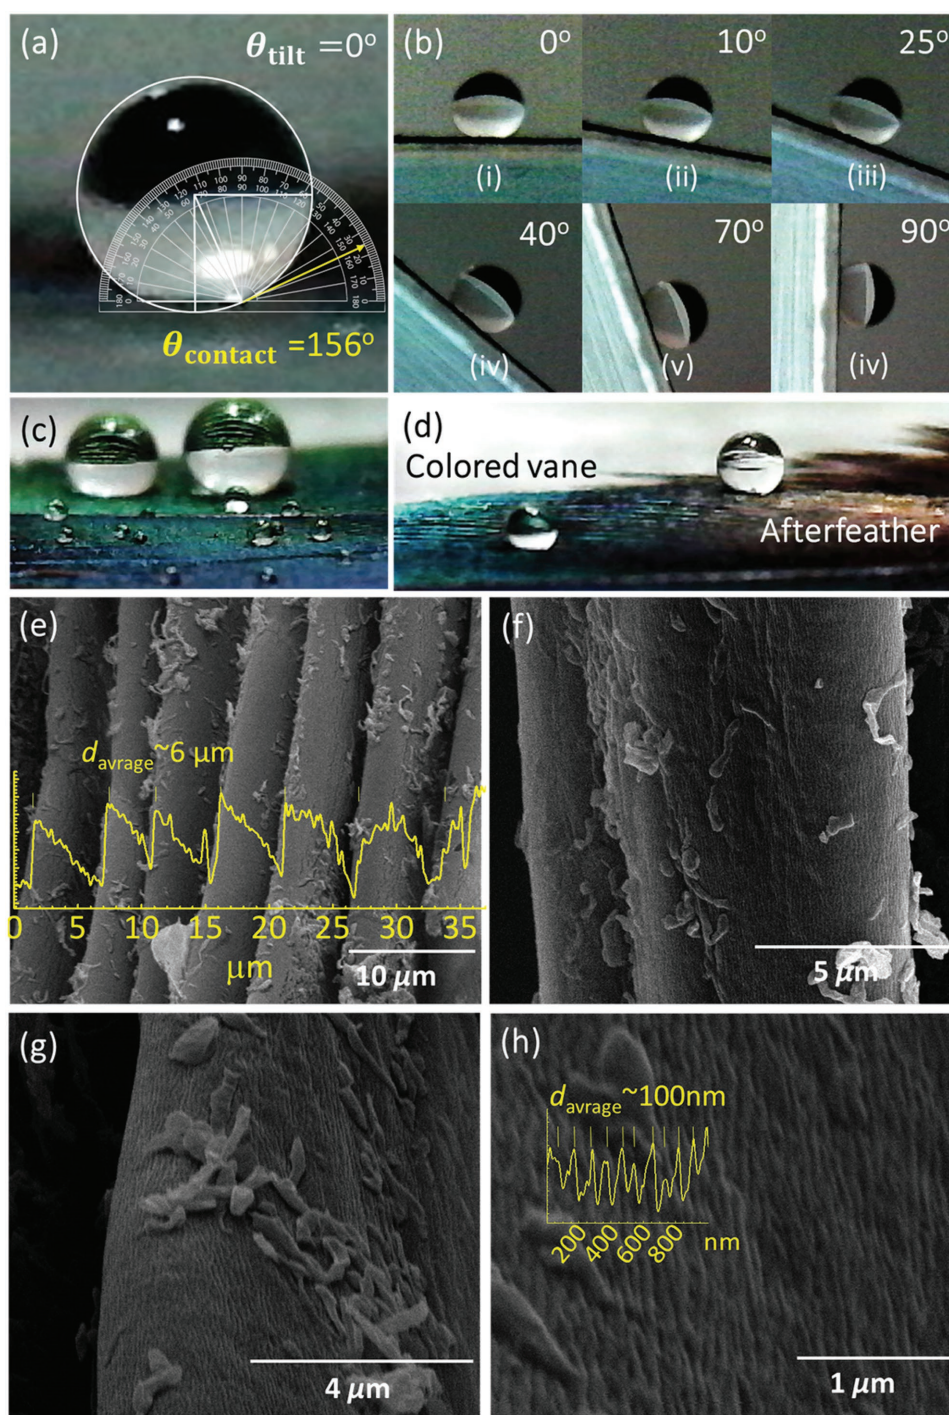 (a)
θtilt =0°
θcontact =156°
(b)
0°
10°
25°
(i)
(ii)
(iii)
40°
70°
90°
(iv)
(v)
(iv)
(c)
(d)
Colored vane
Afterfeather
(e)
davrage~6 μm
0 5 10 15 20 25 30 35
μm
10 μm
(f)
5 μm
(g)
4 μm
(h)
davrage~100nm
200 400 600 800 nm
1 μm